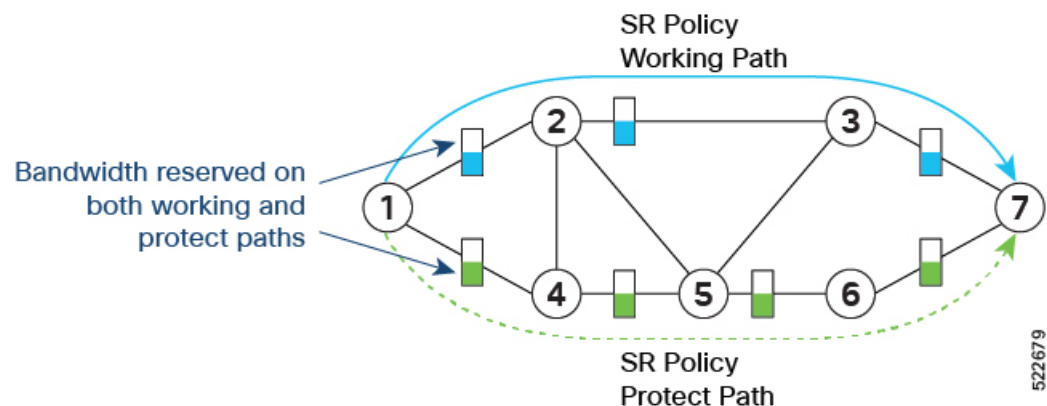 SR Policy
Working Path
2
3
Bandwidth reserved on
both working and
protect paths
1
7
4
5
6
SR Policy
Protect Path
522679